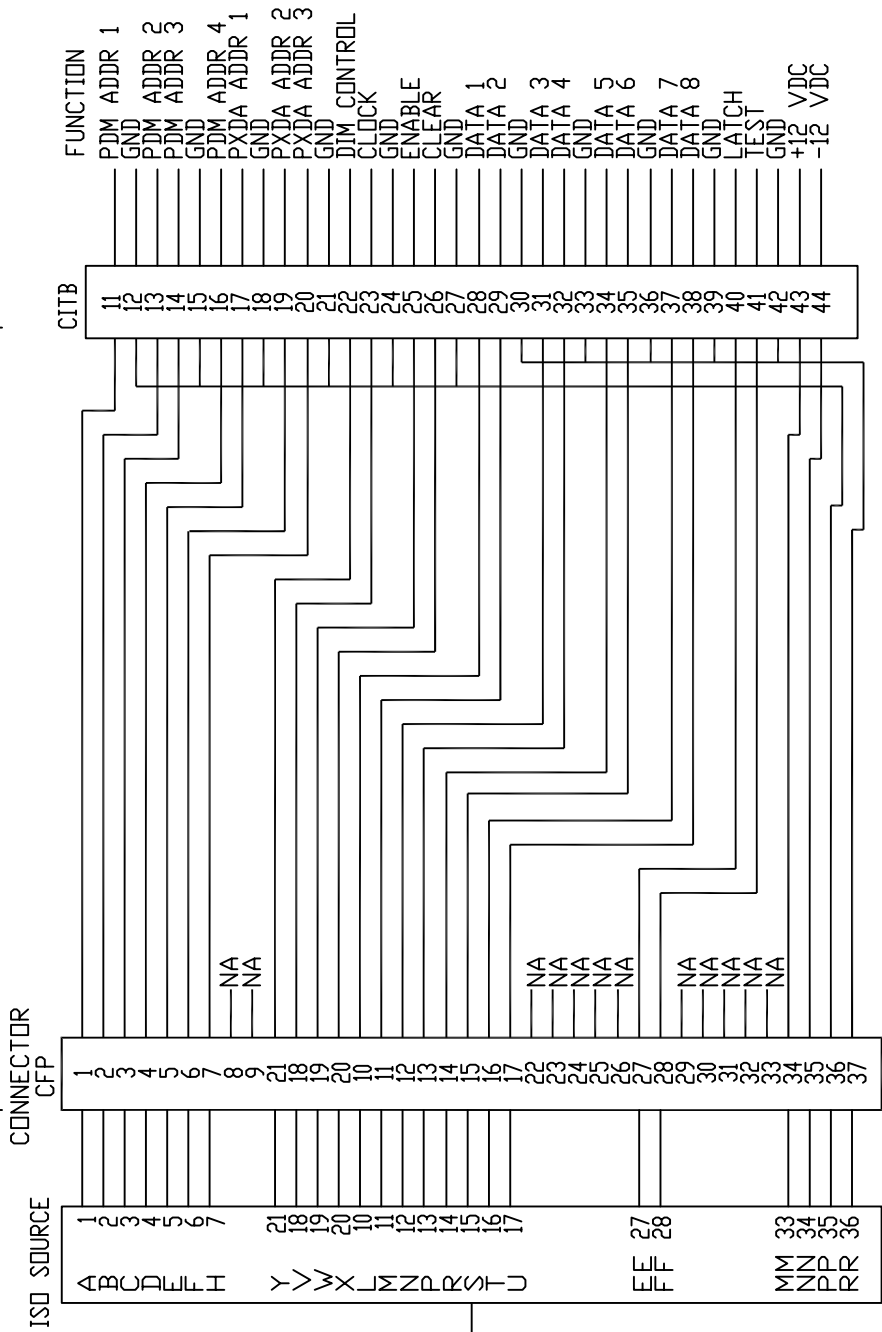 ISO SOURCE
A 1
B 2
C 3
D 4
E 5
F 6
H 7
Y 21
V 18
W 19
X 20
L 10
M 11
N 12
P 13
R 14
S 15
T 16
U 17
EE 27
FF 28
MM 33
NN 34
PP 35
RR 36
CONNECTOR
CFP
1
2
3
4
5
6
7
8 NA
9 NA
21
18
19
20
10
11
12
13
14
15
16
17
22 NA
23 NA
24 NA
25 NA
26 NA
27
28
29 NA
30 NA
31 NA
32 NA
33 NA
34
35
36
37
CITB
FUNCTION
11 PDM ADDR 1
12 GND
13 PDM ADDR 2
14 PDM ADDR 3
15 GND
16 PDM ADDR 4
17 PXDA ADDR 1
18 GND
19 PXDA ADDR 2
20 PXDA ADDR 3
21 GND
22 DIM CONTROL
23 CLOCK
24 GND
25 ENABLE
26 CLEAR
27 GND
28 DATA 1
29 DATA 2
30 GND
31 DATA 3
32 DATA 4
33 GND
34 DATA 5
35 DATA 6
36 GND
37 DATA 7
38 DATA 8
39 GND
40 LATCH
41 TEST
42 GND
43 +12 VDC
44 -12 VDC